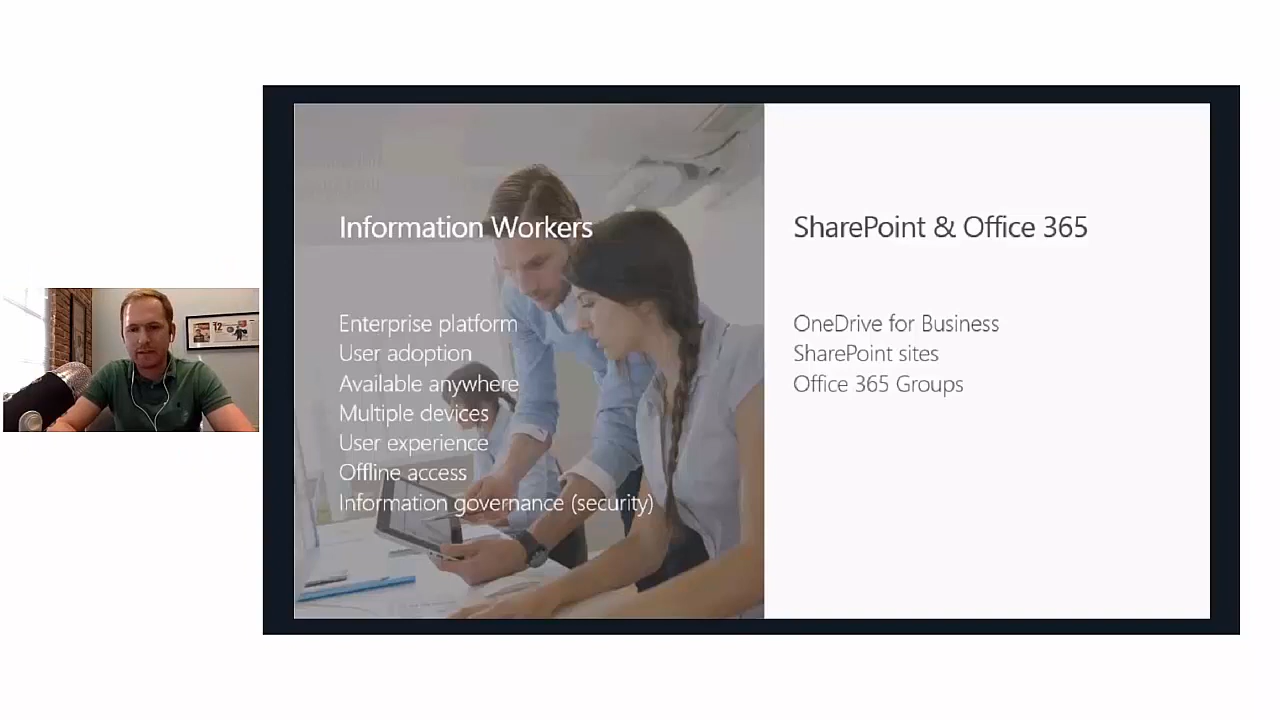 Information Workers
Enterprise platform
User adoption
Available anywhere
Multiple devices
User experience
Offline access
Information governance (security)
SharePoint & Office 365
OneDrive for Business
SharePoint sites
Office 365 Groups